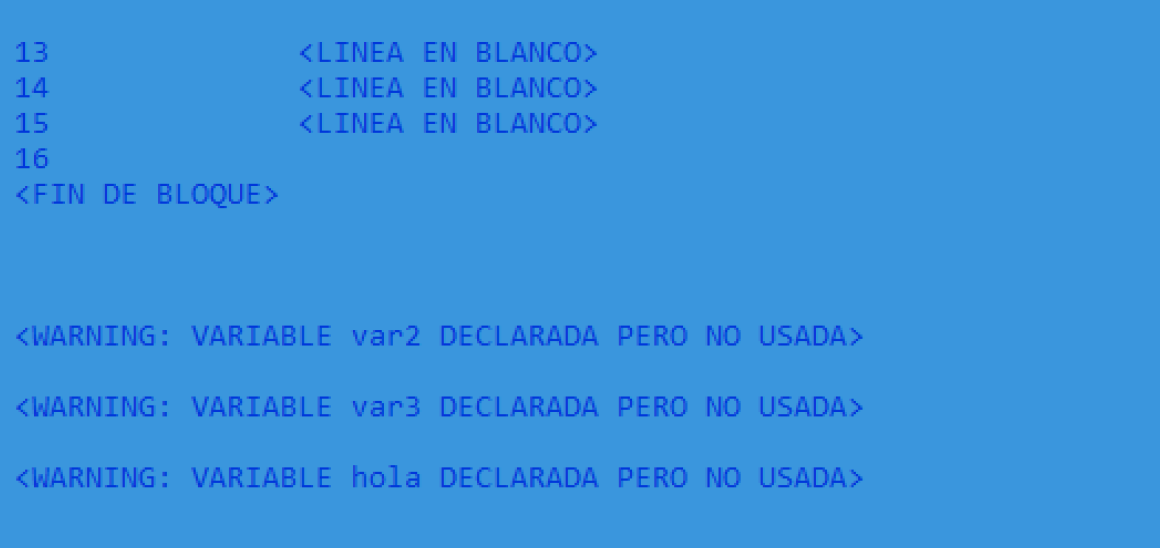 13 <LINEA EN BLANCO>
14 <LINEA EN BLANCO>
15 <LINEA EN BLANCO>
16
<FIN DE BLOQUE>
<WARNING: VARIABLE var2 DECLARADA PERO NO USADA>
<WARNING: VARIABLE var3 DECLARADA PERO NO USADA>
<WARNING: VARIABLE hola DECLARADA PERO NO USADA>